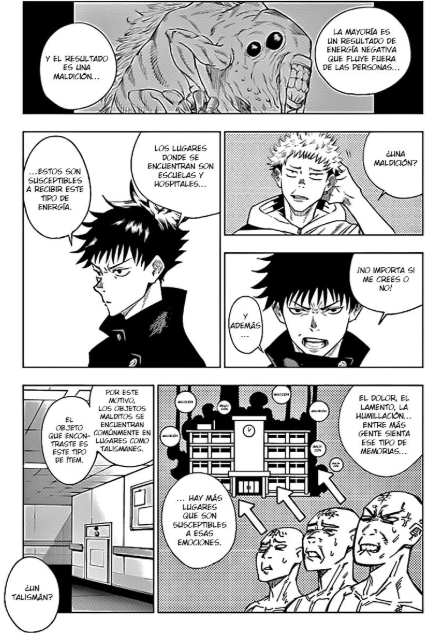 LA MAYORÍA ES
UN RESULTADO DE
ENERGÍA NEGATIVA
QUE FLUYE FUERA
DE LAS PERSONAS...
Y EL RESULTADO
ES UNA
MALDICIÓN...
¿UNA
MALDICIÓN?
LOS LUGARES
DONDE SE
ENCUENTRAN SON
ESCUELAS Y
HOSPITALES...
...ESTOS SON
SUSCEPTIBLES
A RECIBIR ESTE
TIPO DE
ENERGÍA.
¡NO IMPORTA SI
ME CREES O
NO!
Y
ADEMÁS
...
EL DOLOR, EL
LAMENTO, LA
HUMILLACIÓN...
ENTRE MÁS
GENTE SIENTA
ESE TIPO DE
MEMORIAS...
... HAY MÁS
LUGARES
QUE SON
SUSCEPTIBLES
A ESAS
EMOCIONES.
POR ESTE
MOTIVO,
LOS OBJETOS
MALDITOS SE
ENCUENTRAN
COMÚNMENTE EN
LUGARES COMO
TALISMANES.
EL
OBJETO
QUE ENCON-
TRASTE ES
ESTE TIPO
DE ÍTEM.
¿UN
TALISMÁN?